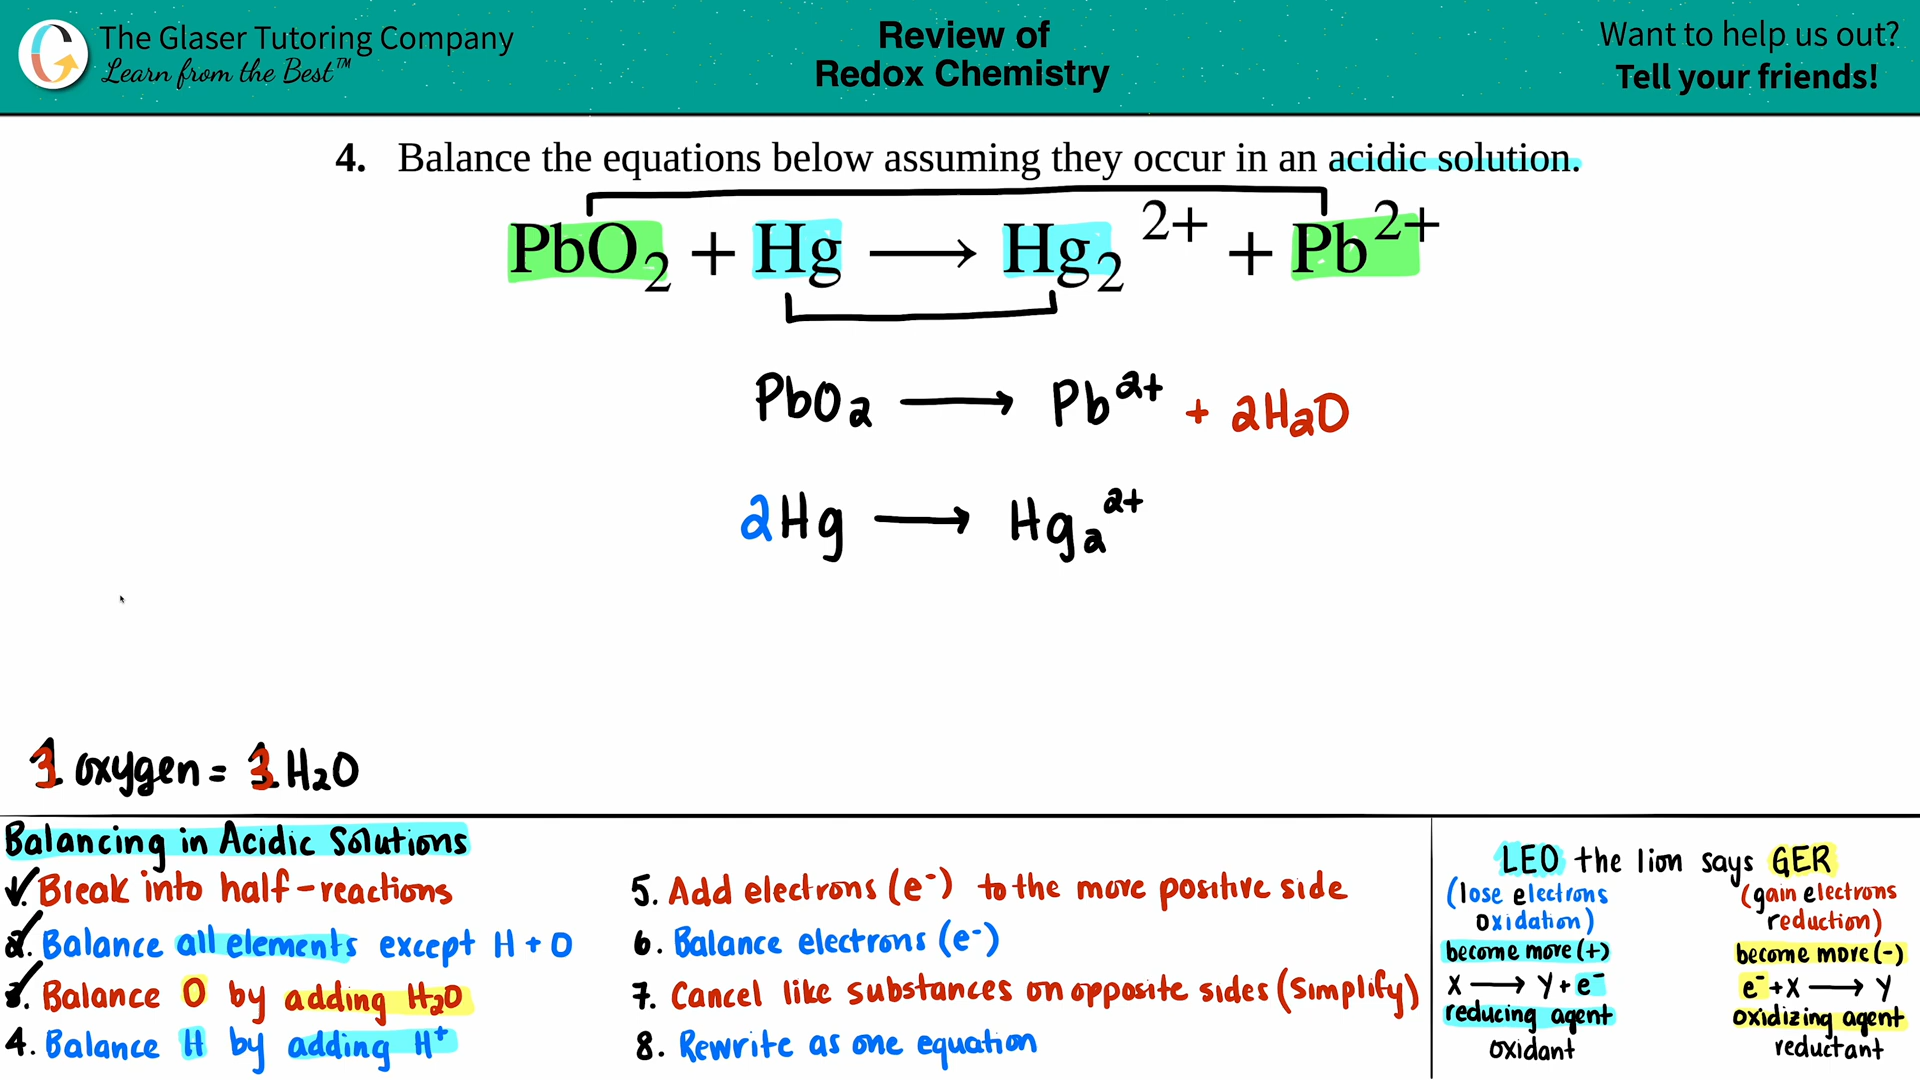 The Glaser Tutoring Company
Learn from the Best™
Review of
Redox Chemistry
Want to help us out?
Tell your friends!
4. Balance the equations below assuming they occur in an acidic solution.
PbO₂ + Hg ⟶ Hg₂ ²⁺ + Pb²⁺
PbO₂ ⟶ Pb²⁺ + 2H₂O
2Hg ⟶ Hg₂²⁺
1 oxygen = 1 H₂O
Balancing in Acidic Solutions
1. Break into half-reactions
2. Balance all elements except H + O
3. Balance O by adding H₂O
4. Balance H by adding H⁺
5. Add electrons (e⁻) to the more positive side
6. Balance electrons (e⁻)
7. Cancel like substances on opposite sides (Simplify)
8. Rewrite as one equation
LEO the lion says GER
(lose electrons
oxidation)
become more (+)
X ⟶ Y + e⁻
reducing agent
oxidant
(gain electrons
reduction)
become more (-)
e⁻ + X ⟶ Y
oxidizing agent
reductant